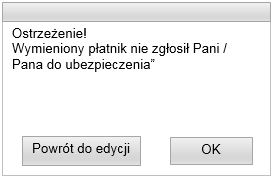 Ostrzeżenie!
Wymieniony płatnik nie zgłosił Pani /
Pana do ubezpieczenia”
Powrót do edycji
OK